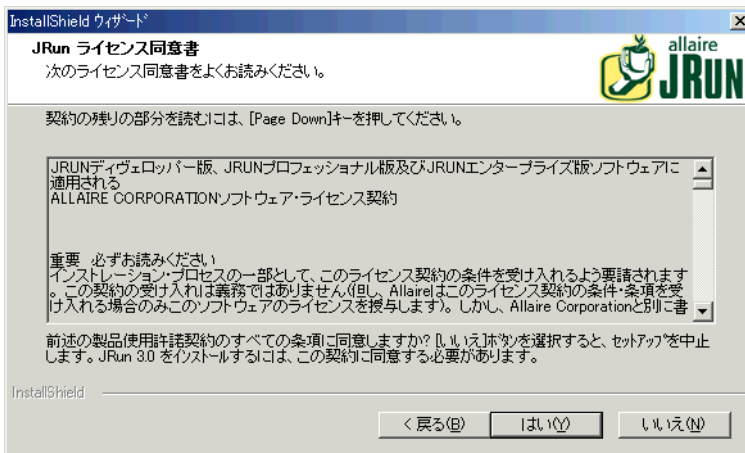 InstallShield ウィザード
JRun ライセンス同意書
次のライセンス同意書をよくお読みください。
allaire
JRUN
契約の残りの部分を読むには、[Page Down]キーを押してください。
JRUNディヴェロッパー版、JRUNプロフェッショナル版及びJRUNエンタープライズ版ソフトウェアに
適用される
ALLAIRE CORPORATIONソフトウェア・ライセンス契約
重要 必ずお読みください
インストレーション・プロセスの一部として、このライセンス契約の条件を受け入れるよう要請されます
。この契約の受け入れは義務ではありません(但し、Allaireはこのライセンス契約の条件・条項を受
け入れる場合のみこのソフトウェアのライセンスを授与します)。しかし、Allaire Corporationと別に書
前述の製品使用許諾契約のすべての条項に同意しますか? [いいえ]ボタンを選択すると、セットアップを中止
します。JRun 3.0 をインストールするには、この契約に同意する必要があります。
InstallShield
< 戻る(B)
はい(Y)
いいえ(N)